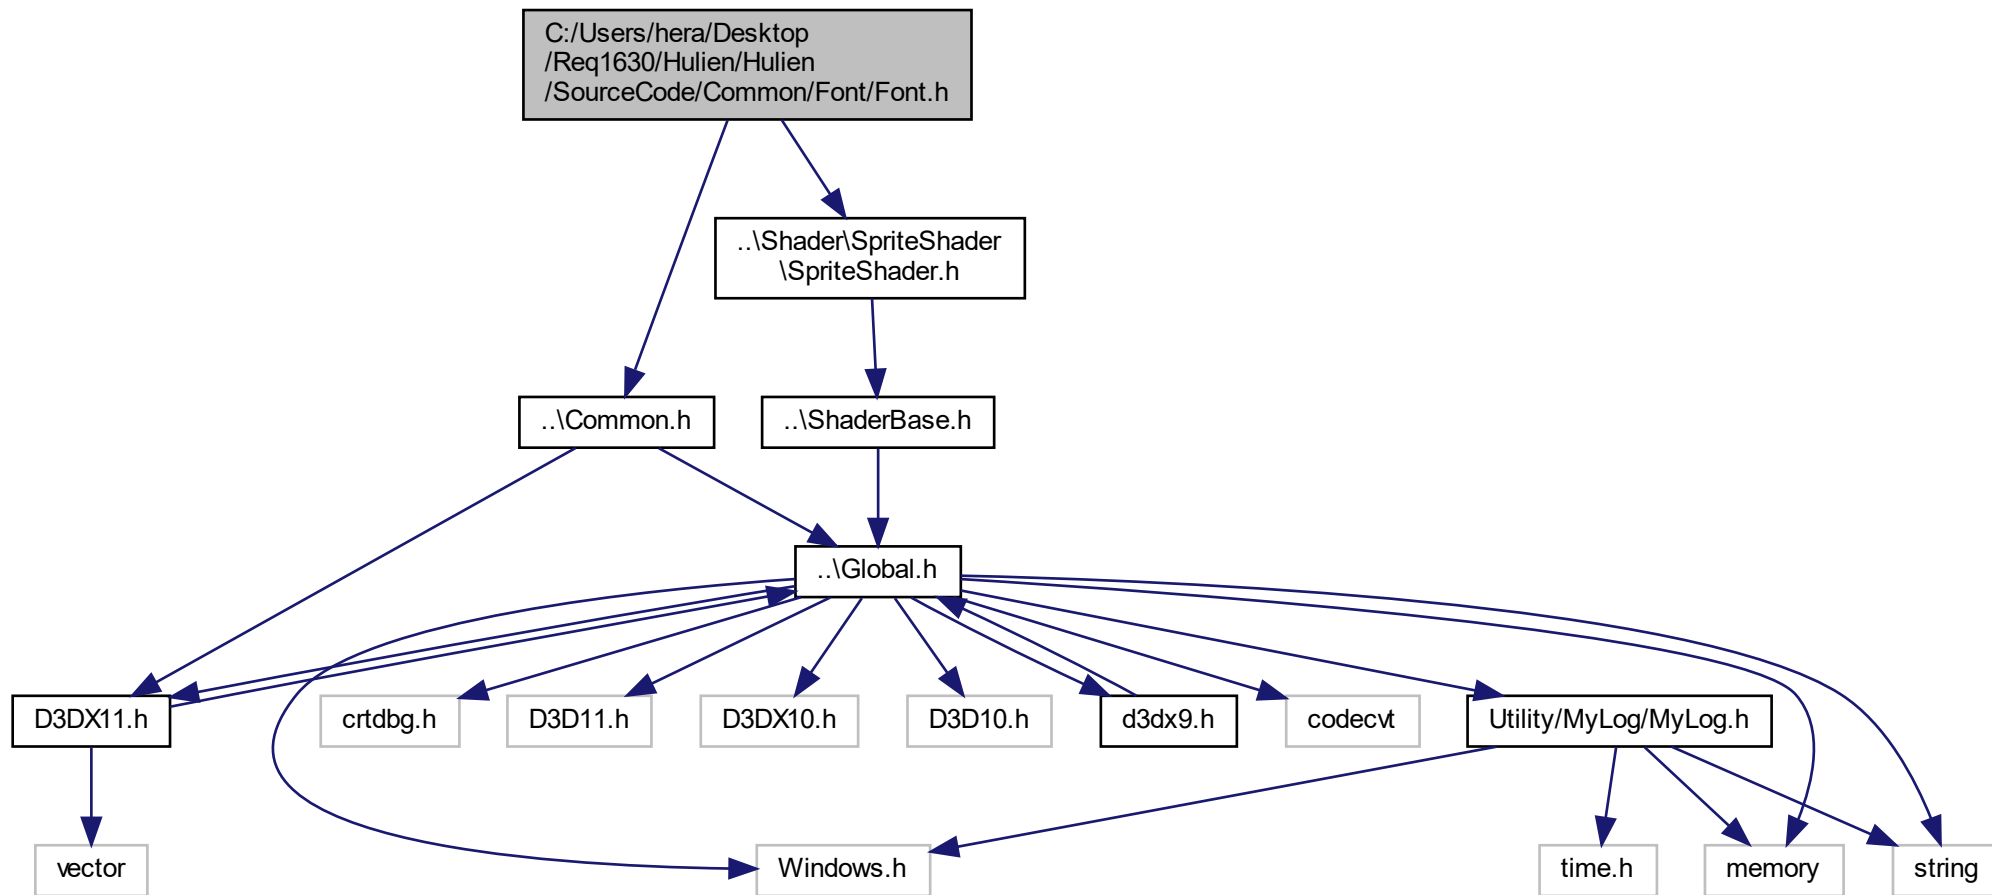 C:/Users/hera/Desktop
/Req1630/Hulien/Hulien
/SourceCode/Common/Font/Font.h
..\Shader\SpriteShader
\SpriteShader.h
..\Common.h
..\ShaderBase.h
..\Global.h
D3DX11.h
crtdbg.h
D3D11.h
D3DX10.h
D3D10.h
d3dx9.h
codecvt
Utility/MyLog/MyLog.h
vector
Windows.h
time.h
memory
string